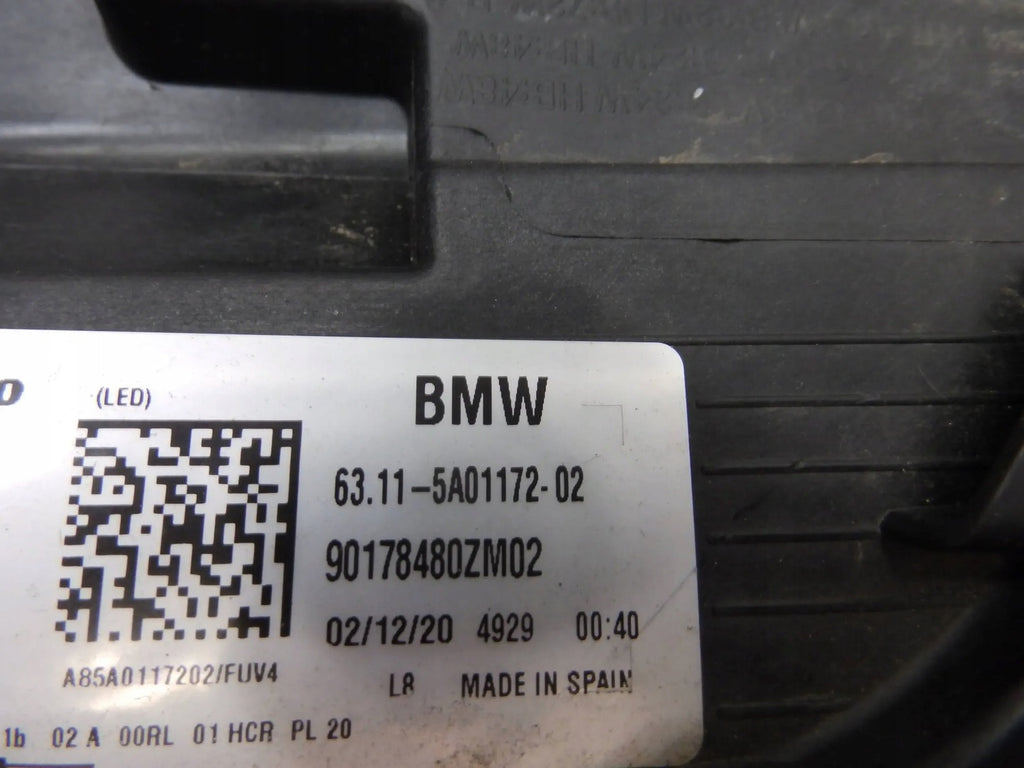 (LED)
BMW
63.11-5A01172-02
90178480ZM02
02/12/20 4929 00:40
A85A0117202/FUV4
L8 MADE IN SPAIN
1b 02 A 00RL 01 HCR PL 20